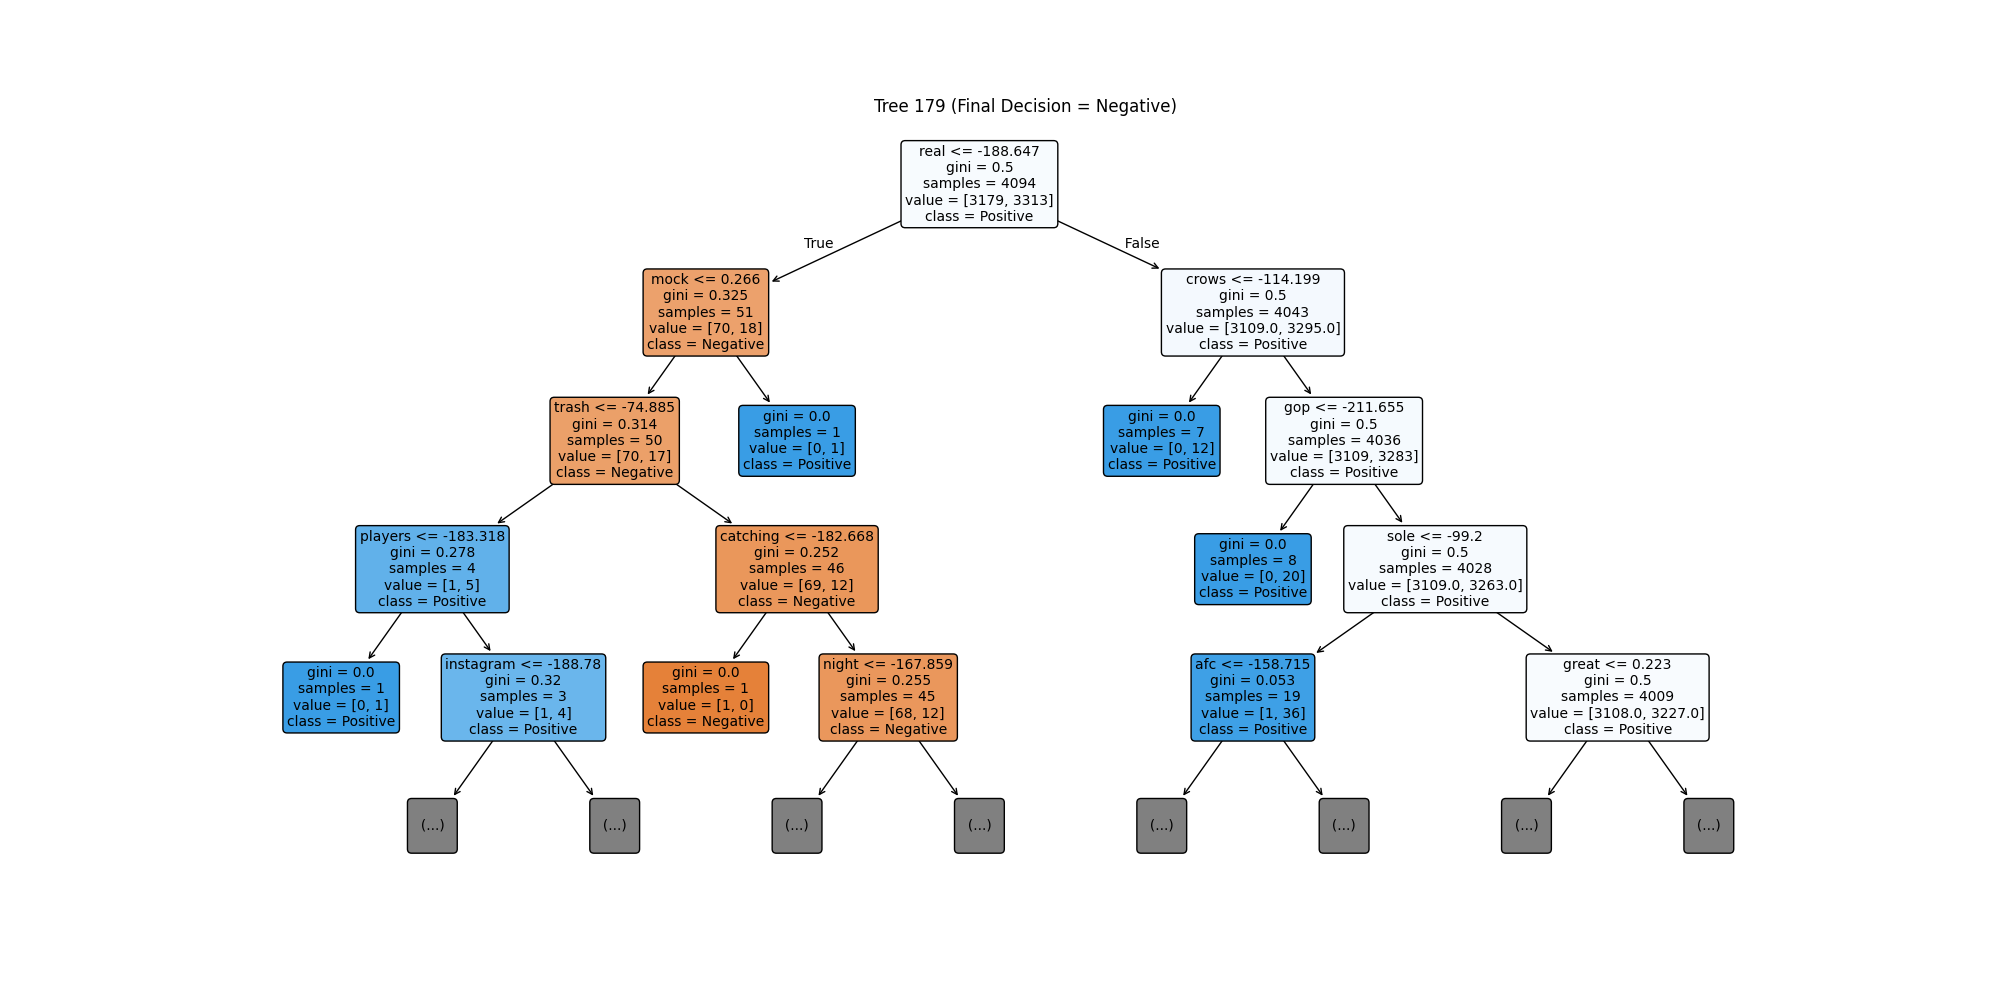 Tree 179 (Final Decision = Negative)
real <= -188.647
gini = 0.5
samples = 4094
value = [3179, 3313]
class = Positive
True
False
mock <= 0.266
gini = 0.325
samples = 51
value = [70, 18]
class = Negative
crows <= -114.199
gini = 0.5
samples = 4043
value = [3109.0, 3295.0]
class = Positive
trash <= -74.885
gini = 0.314
samples = 50
value = [70, 17]
class = Negative
gini = 0.0
samples = 1
value = [0, 1]
class = Positive
gini = 0.0
samples = 7
value = [0, 12]
class = Positive
gop <= -211.655
gini = 0.5
samples = 4036
value = [3109, 3283]
class = Positive
players <= -183.318
gini = 0.278
samples = 4
value = [1, 5]
class = Positive
catching <= -182.668
gini = 0.252
samples = 46
value = [69, 12]
class = Negative
gini = 0.0
samples = 8
value = [0, 20]
class = Positive
sole <= -99.2
gini = 0.5
samples = 4028
value = [3109.0, 3263.0]
class = Positive
gini = 0.0
samples = 1
value = [0, 1]
class = Positive
instagram <= -188.78
gini = 0.32
samples = 3
value = [1, 4]
class = Positive
gini = 0.0
samples = 1
value = [1, 0]
class = Negative
night <= -167.859
gini = 0.255
samples = 45
value = [68, 12]
class = Negative
afc <= -158.715
gini = 0.053
samples = 19
value = [1, 36]
class = Positive
great <= 0.223
gini = 0.5
samples = 4009
value = [3108.0, 3227.0]
class = Positive
(...)
(...)
(...)
(...)
(...)
(...)
(...)
(...)